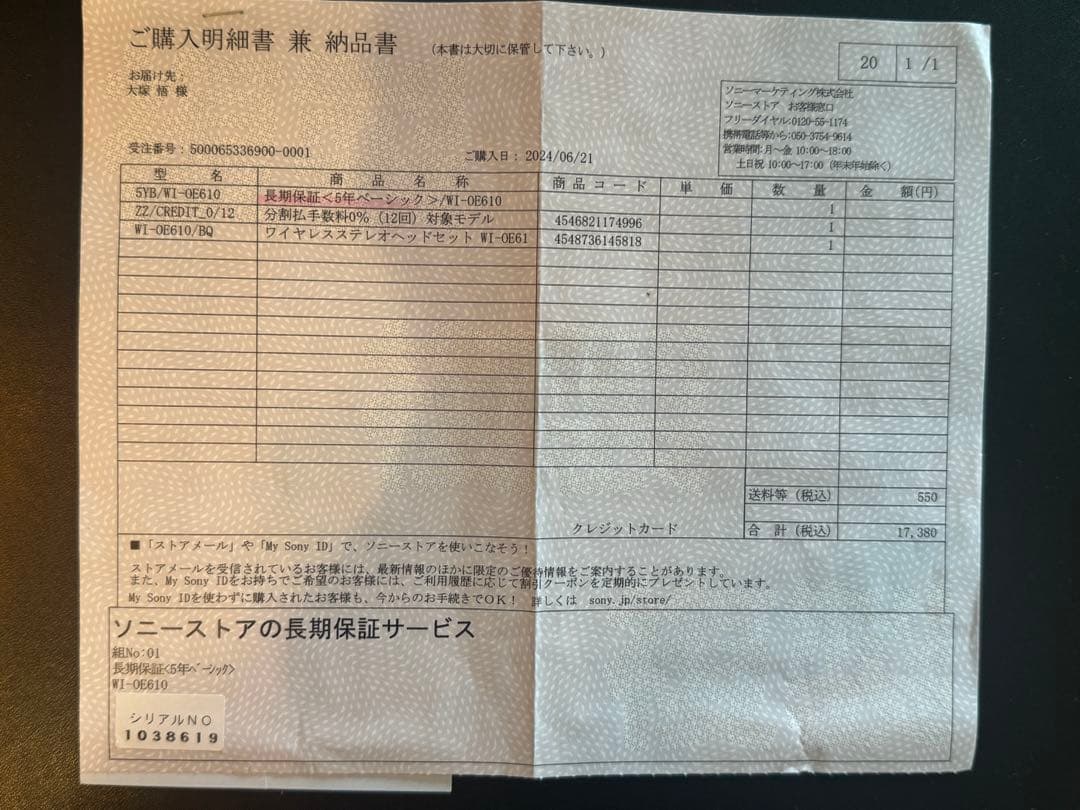 ご購入明細書 兼 納品書 (本書は大切に保管して下さい。)
20 1 /1
お届け先:
大塚 悟 様
ソニーマーケティング株式会社
ソニーストア お客様窓口
フリーダイヤル:0120-55-1174
携帯電話等から:050-3754-9614
営業時間:月～金 10:00～18:00
土日祝 10:00～17:00 (年末年始除く)
受注番号: 500065336900-0001 ご購入日: 2024/06/21
型 名 商 品 名 称 商品コード 単 価 数 量 金 額(円)
5YB/WI-OE610 長期保証<5年ベーシック>/WI-OE610 1
ZZ/CREDIT_0/12 分割払手数料0% (12回) 対象モデル 4546821174996 1
WI-OE610/BQ ワイヤレスステレオヘッドセット WI-OE61 4548736145818 1
送料等 (税込) 550
クレジットカード 合 計 (税込) 17,380
■「ストアメール」や「My Sony ID」で、ソニーストアを使いこなそう!
ストアメールを受信されているお客様には、最新情報のほかに限定のご優待情報をご案内することがあります。
また、My Sony IDをお持ちでご希望のお客様には、ご利用履歴に応じて割引クーポンを定期的にプレゼントしています。
My Sony IDを使わずに購入されたお客様も、今からのお手続きでOK! 詳しくは sony.jp/store/
ソニーストアの長期保証サービス
組No:01
長期保証<5年ベーシック>
WI-OE610
シリアルNO
1038619